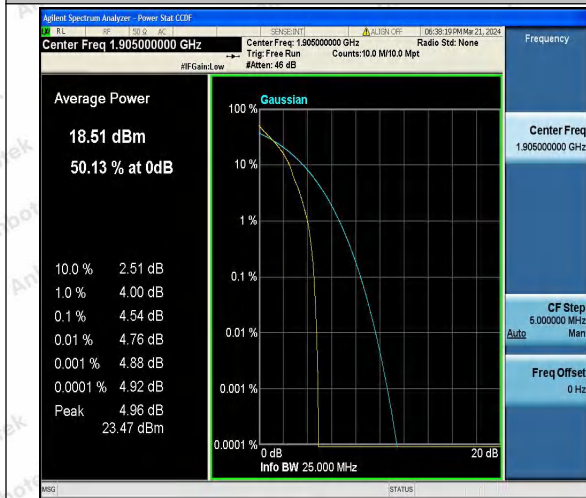 Agilent Spectrum Analyzer - Power Stat CCDF
RL RF 50 Ω AC SENSE:INT ALIGN OFF 06:38:19 PM Mar 21, 2024
Center Freq 1.905000000 GHz
Center Freq: 1.905000000 GHz Radio Std: None
Trig: Free Run Counts:10.0 M/10.0 Mpt
#IFGain:Low #Atten: 46 dB
Frequency
Center Freq
1.905000000 GHz
CF Step
5.000000 MHz
Auto Man
Freq Offset
0 Hz
Average Power
18.51 dBm
50.13 % at 0dB
10.0 % 2.51 dB
1.0 % 4.00 dB
0.1 % 4.54 dB
0.01 % 4.76 dB
0.001 % 4.88 dB
0.0001 % 4.92 dB
Peak 4.96 dB
23.47 dBm
Gaussian
100 %
10 %
1 %
0.1 %
0.01 %
0.001 %
0.0001 %
0 dB 20 dB
Info BW 25.000 MHz
MSG STATUS